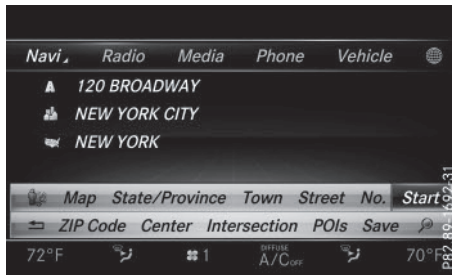 Navi Radio Media Phone Vehicle
120 BROADWAY
NEW YORK CITY
NEW YORK
Map State/Province Town Street No. Start
ZIP Code Center Intersection POIs Save
72°F 1 DIFFUSE A/C OFF 70°F
P82.89-1692-31